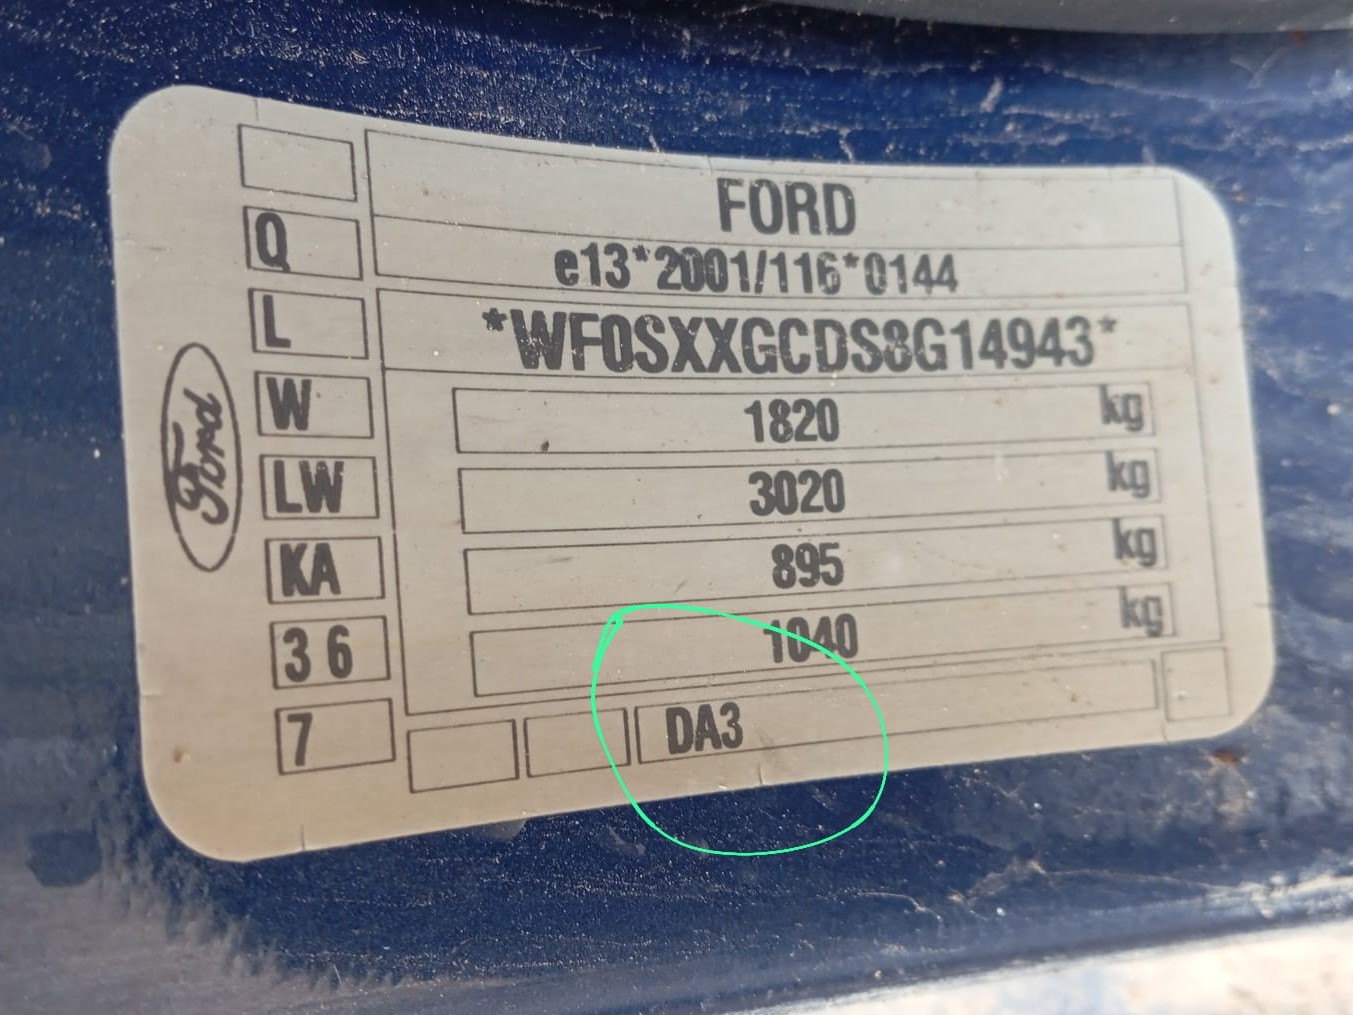 FORD
Q
e13*2001/116*0144
L
*WF0SXXGCDS8G14943*
W
1820 kg
LW
3020 kg
KA
895 kg
3 6
1040 kg
7
DA3
Ford